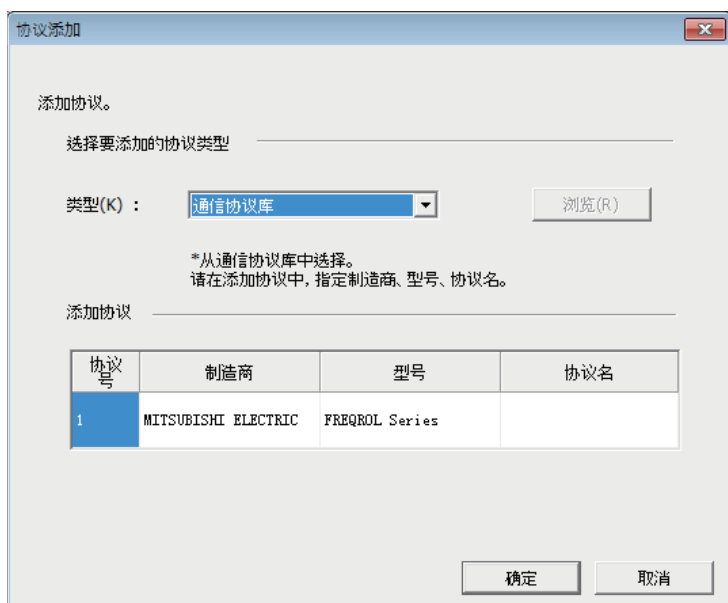 协议添加
添加协议。
选择要添加的协议类型
类型(K) :
通信协议库
浏览(R)
*从通信协议库中选择。
请在添加协议中,指定制造商、型号、协议名。
添加协议
协议号 制造商 型号 协议名
1 MITSUBISHI ELECTRIC FREQROL Series
确定 取消